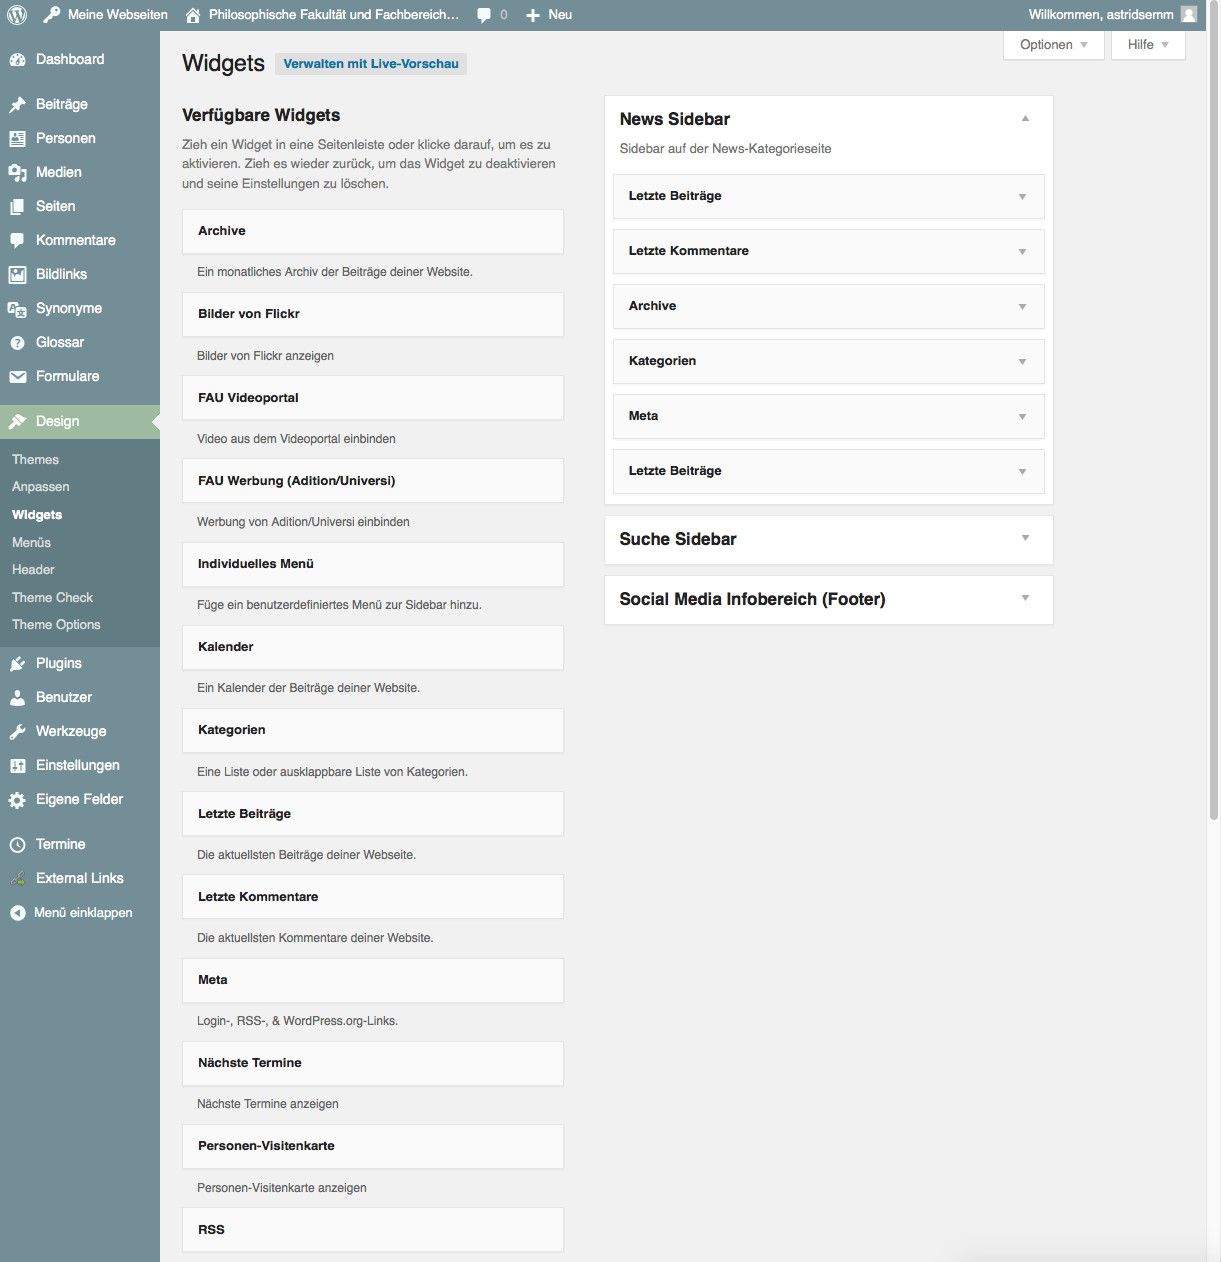 Meine Webseiten
Philosophische Fakultät und Fachbereich…
0
Neu
Willkommen, astridsemm
Dashboard
Beiträge
Personen
Medien
Seiten
Kommentare
Bildlinks
Synonyme
Glossar
Formulare
Design
Themes
Anpassen
Widgets
Menüs
Header
Theme Check
Theme Options
Plugins
Benutzer
Werkzeuge
Einstellungen
Eigene Felder
Termine
External Links
Menü einklappen
Optionen
Hilfe
Widgets
Verwalten mit Live-Vorschau
Verfügbare Widgets
Zieh ein Widget in eine Seitenleiste oder klicke darauf, um es zu
aktivieren. Zieh es wieder zurück, um das Widget zu deaktivieren
und seine Einstellungen zu löschen.
Archive
Ein monatliches Archiv der Beiträge deiner Website.
Bilder von Flickr
Bilder von Flickr anzeigen
FAU Videoportal
Video aus dem Videoportal einbinden
FAU Werbung (Adition/Universi)
Werbung von Adition/Universi einbinden
Individuelles Menü
Füge ein benutzerdefiniertes Menü zur Sidebar hinzu.
Kalender
Ein Kalender der Beiträge deiner Website.
Kategorien
Eine Liste oder ausklappbare Liste von Kategorien.
Letzte Beiträge
Die aktuellsten Beiträge deiner Webseite.
Letzte Kommentare
Die aktuellsten Kommentare deiner Website.
Meta
Login-, RSS-, & WordPress.org-Links.
Nächste Termine
Nächste Termine anzeigen
Personen-Visitenkarte
Personen-Visitenkarte anzeigen
RSS
News Sidebar
Sidebar auf der News-Kategorieseite
Letzte Beiträge
Letzte Kommentare
Archive
Kategorien
Meta
Letzte Beiträge
Suche Sidebar
Social Media Infobereich (Footer)